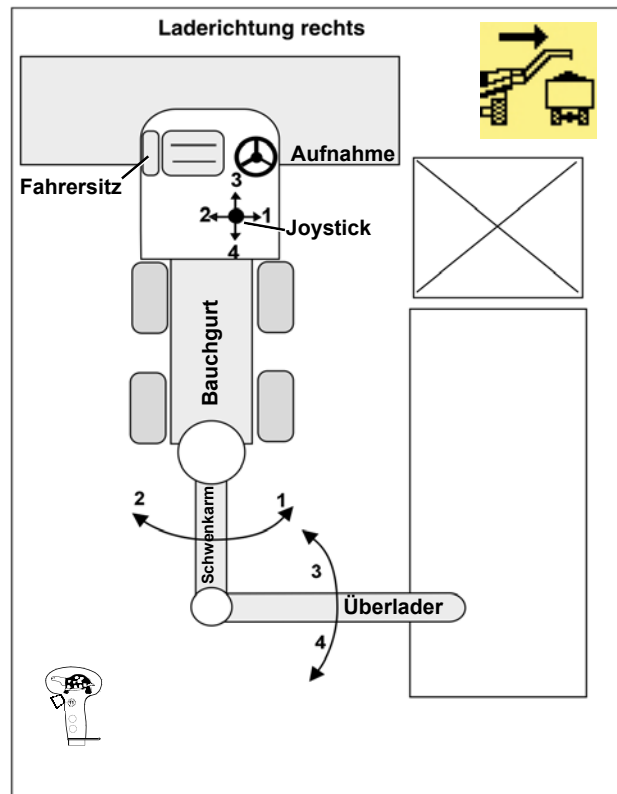 Laderichtung rechts
Aufnahme
Fahrersitz
3
2
1
Joystick
4
Bauchgurt
2
1
Schwenkarm
3
Überlader
4